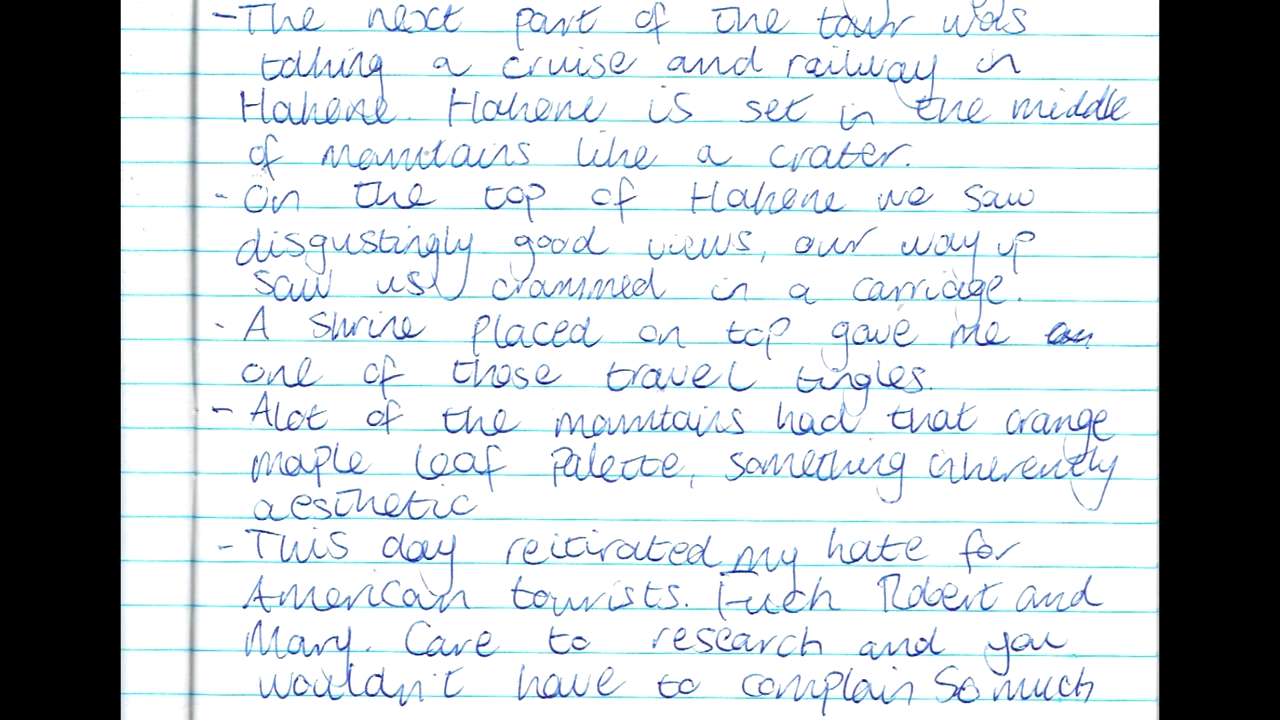 - The next part of the tour was
taking a cruise and railway in
Hakene. Hakene is set in the middle
of mountains like a crater.
- On the top of Hakene we saw
disgustingly good views, our way up
saw us crammed in a carriage.
- A shrine placed on top gave me
one of those travel tingles.
- Alot of the mountains had that orange
maple leaf palette, something inherently
aesthetic
- This day reitirated my hate for
American tourists. Fuck Robert and
Mary. Care to research and you
wouldn't have to complain so much